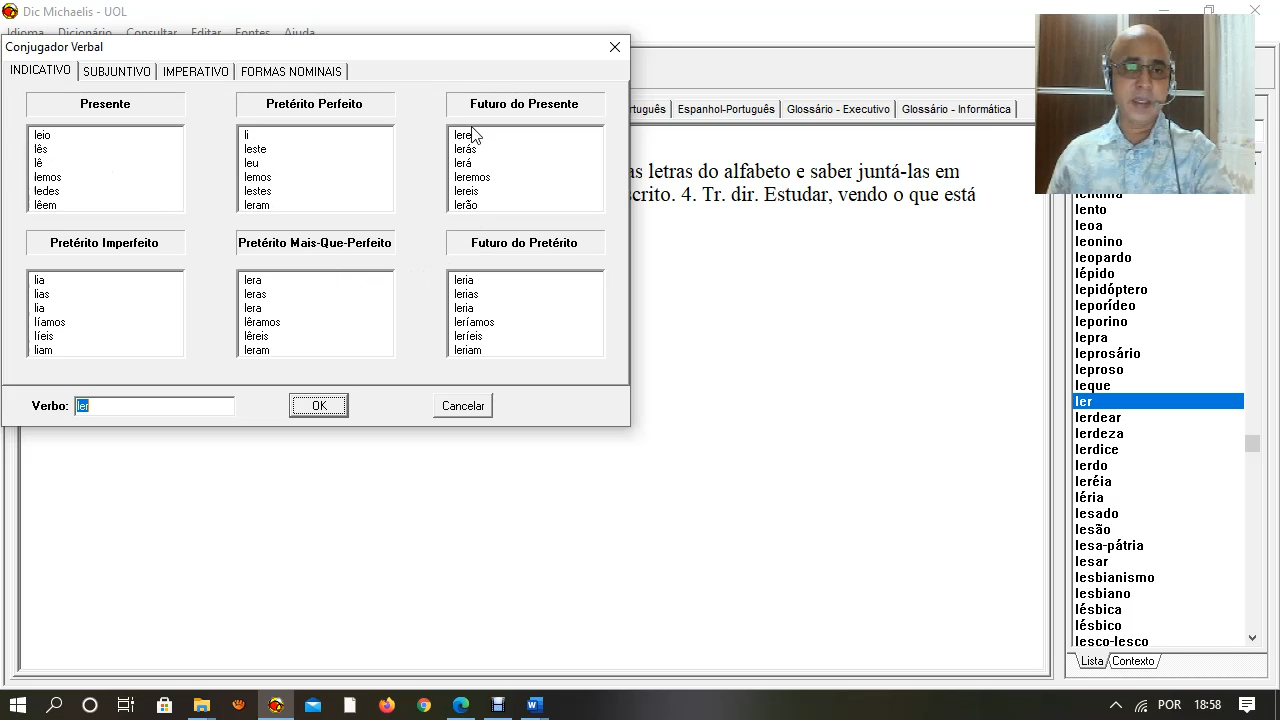 Dic Michaelis - UOL
Idioma Dicionário Consultar Editar Fontes Ajuda
Conjugador Verbal
INDICATIVO SUBJUNTIVO IMPERATIVO FORMAS NOMINAIS
Presente
leio
lês
lê
lemos
ledes
lêem
Pretérito Perfeito
li
leste
leu
lemos
lestes
leram
Futuro do Presente
lerás
lerá
leremos
lereis
lerão
Pretérito Imperfeito
lia
lias
lia
líamos
líeis
liam
Pretérito Mais-Que-Perfeito
lera
leras
lera
lêramos
lêreis
leram
Futuro do Pretérito
leria
lerias
leria
leríamos
leríeis
leriam
Verbo: ler OK Cancelar
Espanhol-Português Glossário - Executivo Glossário - Informática
as letras do alfabeto e saber juntá-las em
4. Tr. dir. Estudar, vendo o que está
lento
leoa
leonino
leopardo
lépido
lepidóptero
leporídeo
leporino
lepra
leprosário
leproso
leque
ler
lerdear
lerdeza
lerdice
lerdo
leréia
léria
lesado
lesão
lesa-pátria
lesar
lesbianismo
lesbiano
lésbica
lésbico
lesco-lesco
Lista Contexto
POR 18:58